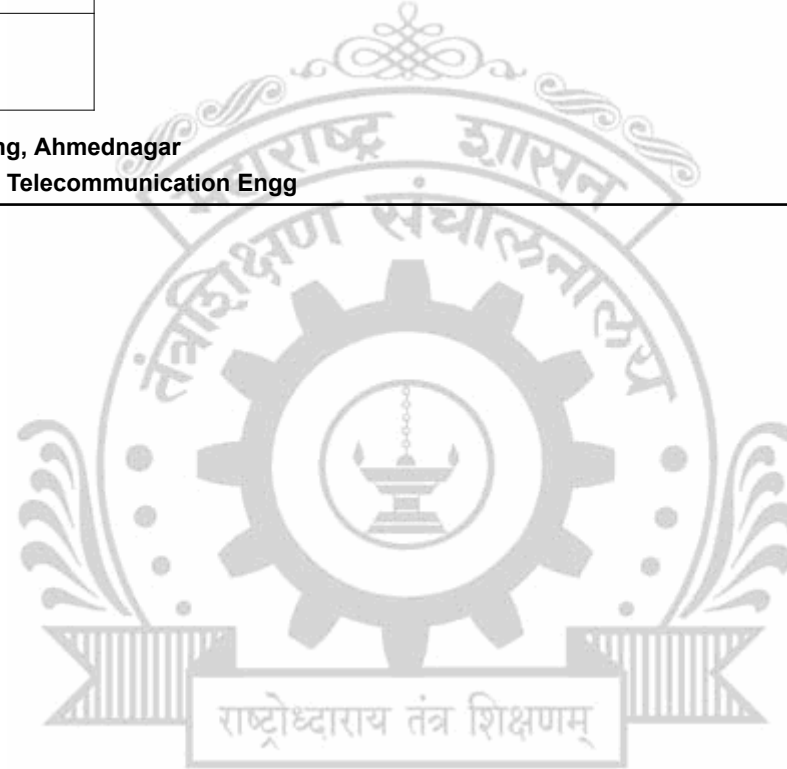 ng, Ahmednagar
Telecommunication Engg
महाराष्ट्र शासन
तंत्रशिक्षण संचालनालय
राष्ट्रोध्दाराय तंत्र शिक्षणम्